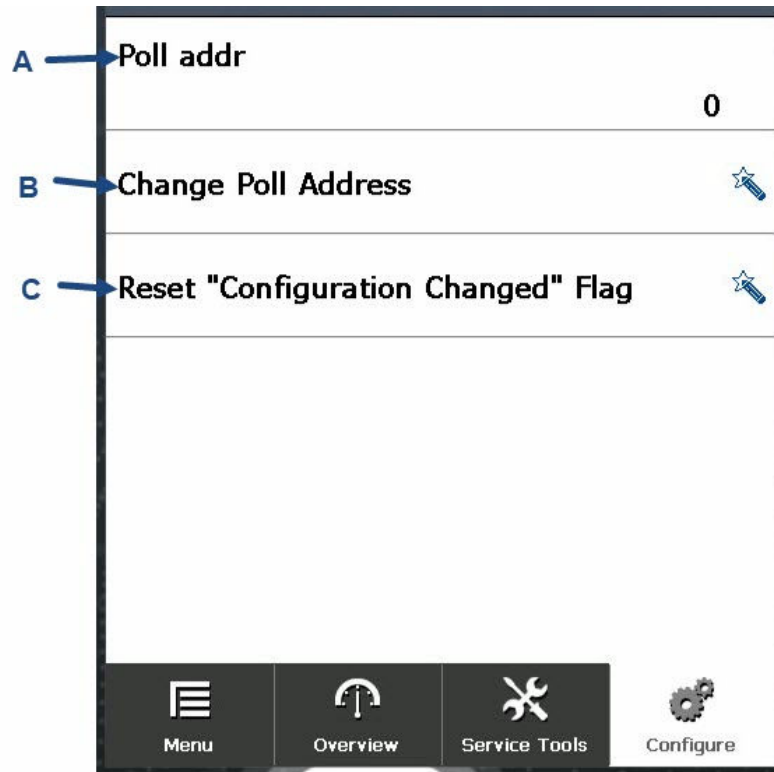 A
Poll addr
0
B
Change Poll Address
C
Reset "Configuration Changed" Flag
Menu
Overview
Service Tools
Configure